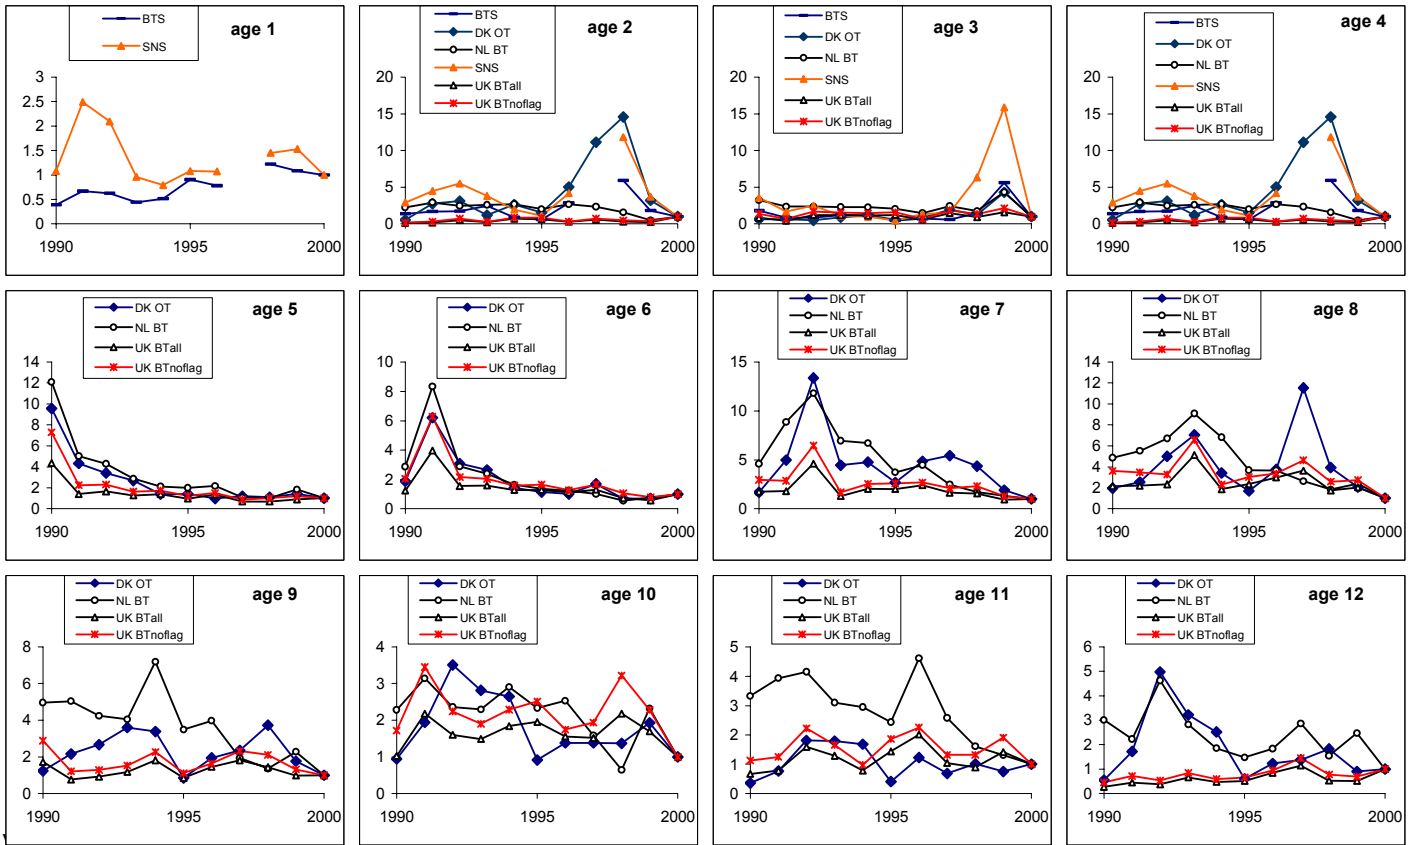 BTS
SNS
age 1
3
2.5
2
1.5
1
0.5
0
1990 1995 2000
BTS
DK OT
NL BT
SNS
UK BTall
UK BTnoflag
age 2
20
15
10
5
0
1990 1995 2000
BTS
DK OT
NL BT
SNS
UK BTall
UK BTnoflag
age 3
20
15
10
5
0
1990 1995 2000
BTS
DK OT
NL BT
SNS
UK BTall
UK BTnoflag
age 4
20
15
10
5
0
1990 1995 2000
DK OT
NL BT
UK BTall
UK BTnoflag
age 5
14
12
10
8
6
4
2
0
1990 1995 2000
DK OT
NL BT
UK BTall
UK BTnoflag
age 6
10
8
6
4
2
0
1990 1995 2000
DK OT
NL BT
UK BTall
UK BTnoflag
age 7
15
10
5
0
1990 1995 2000
DK OT
NL BT
UK BTall
UK BTnoflag
age 8
14
12
10
8
6
4
2
0
1990 1995 2000
DK OT
NL BT
UK BTall
UK BTnoflag
age 9
8
6
4
2
0
1990 1995 2000
DK OT
NL BT
UK BTall
UK BTnoflag
age 10
4
3
2
1
0
1990 1995 2000
DK OT
NL BT
UK BTall
UK BTnoflag
age 11
5
4
3
2
1
0
1990 1995 2000
DK OT
NL BT
UK BTall
UK BTnoflag
age 12
6
5
4
3
2
1
0
1990 1995 2000